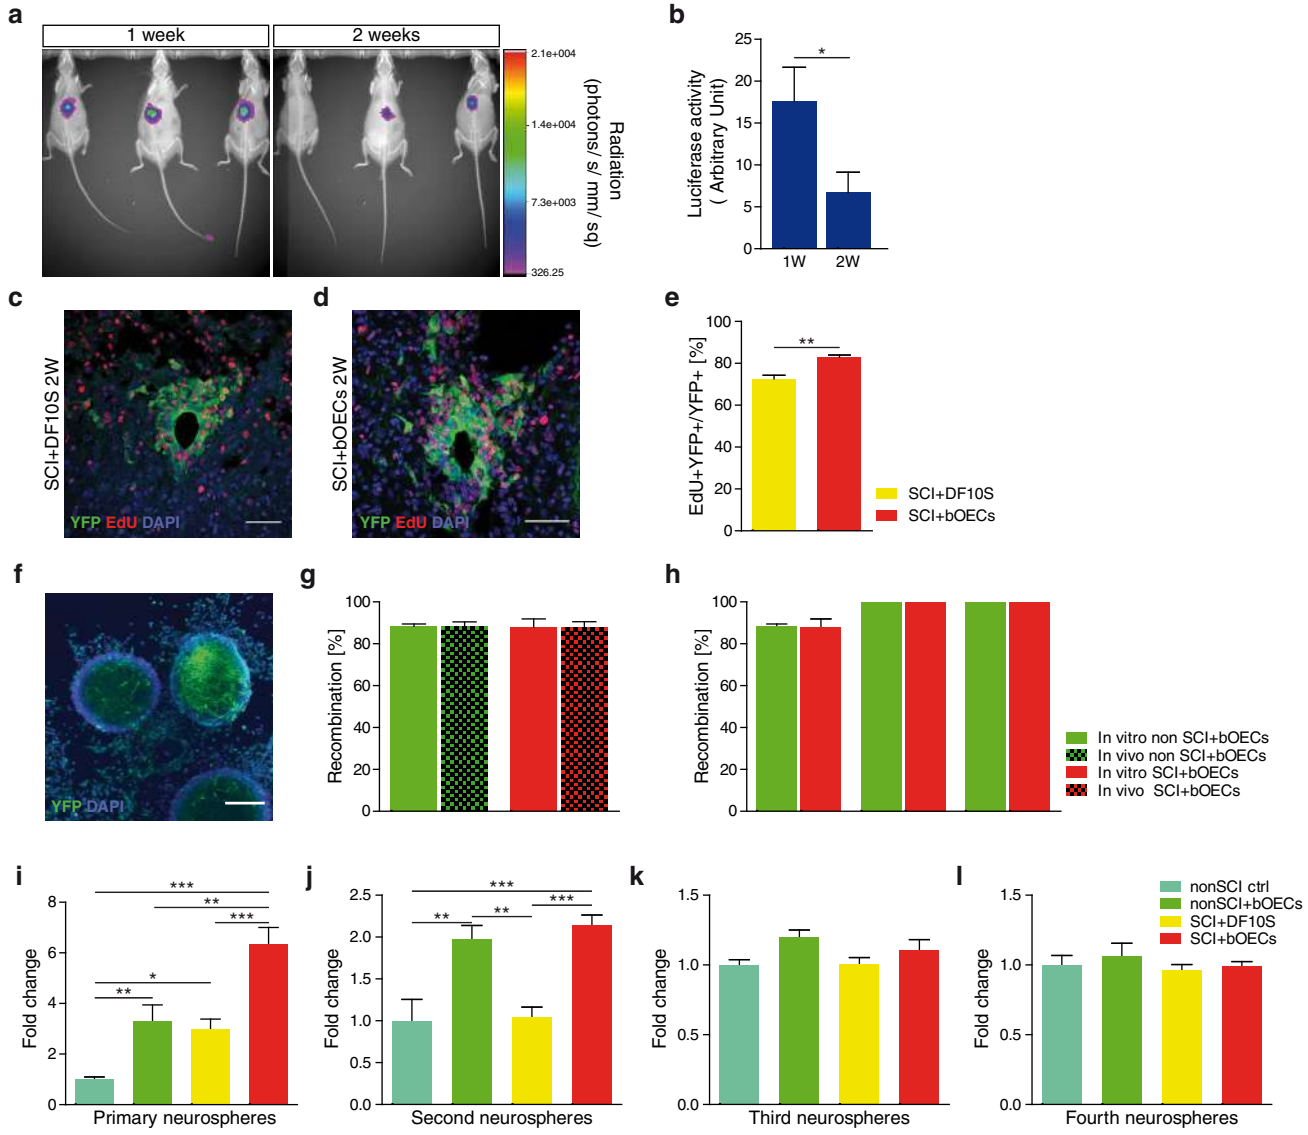 a
1 week
2 weeks
2.1e+004
1.4e+004
7.3e+003
326.25
Radiation
(photons/ s/ mm/ sq)
b
Luciferase activity
( Arbitrary Unit)
25
20
15
10
5
0
*
1W
2W
c
SCI+DF10S 2W
YFP EdU DAPI
d
SCI+bOECs 2W
YFP EdU DAPI
e
EdU+YFP+/YFP+ [%]
100
80
60
40
20
0
**
SCI+DF10S
SCI+bOECs
f
YFP DAPI
g
Recombination [%]
100
80
60
40
20
0
h
Recombination [%]
100
80
60
40
20
0
In vitro non SCI+bOECs
In vivo non SCI+bOECs
In vitro SCI+bOECs
In vivo SCI+bOECs
i
Fold change
8
6
4
2
0
***
**
***
*
**
Primary neurospheres
j
Fold change
2.5
2.0
1.5
1.0
0.5
0.0
***
***
**
**
Second neurospheres
k
Fold change
1.5
1.0
0.5
0.0
Third neurospheres
l
Fold change
1.5
1.0
0.5
0.0
nonSCI ctrl
nonSCI+bOECs
SCI+DF10S
SCI+bOECs
Fourth neurospheres